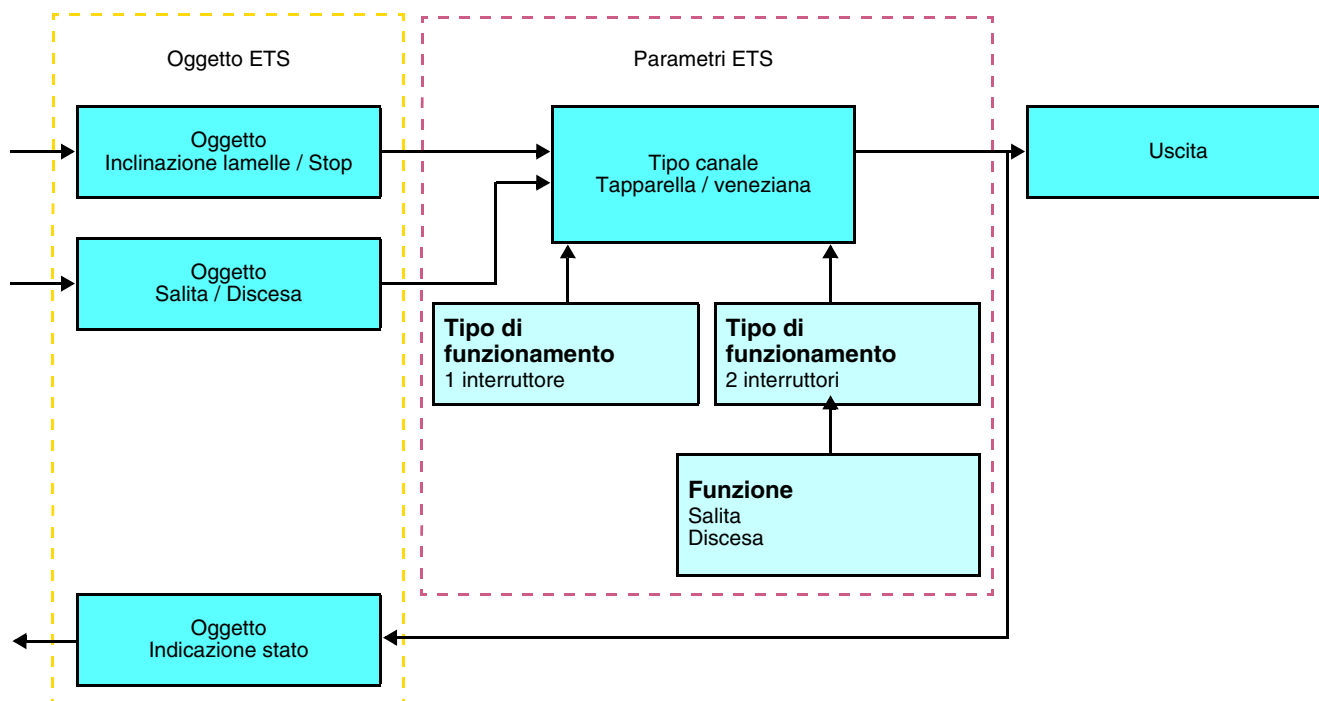 Oggetto ETS
Parametri ETS
Oggetto
Inclinazione lamelle / Stop
Tipo canale
Tapparella / veneziana
Uscita
Oggetto
Salita / Discesa
Tipo di
funzionamento
1 interruttore
Tipo di
funzionamento
2 interruttori
Funzione
Salita
Discesa
Oggetto
Indicazione stato